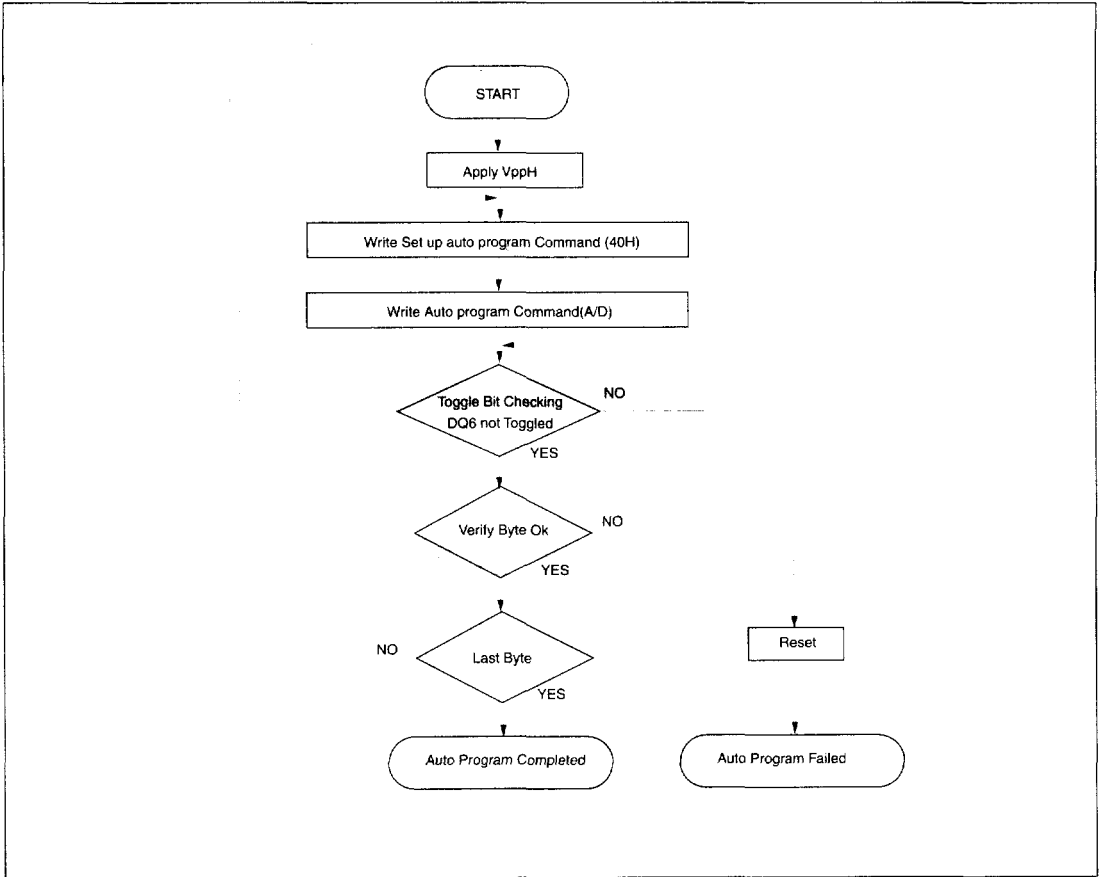 START
Apply VppH
Write Set up auto program Command (40H)
Write Auto program Command(A/D)
Toggle Bit Checking
DQ6 not Toggled
NO
YES
Verify Byte Ok
NO
YES
NO
Last Byte
YES
Reset
Auto Program Completed
Auto Program Failed